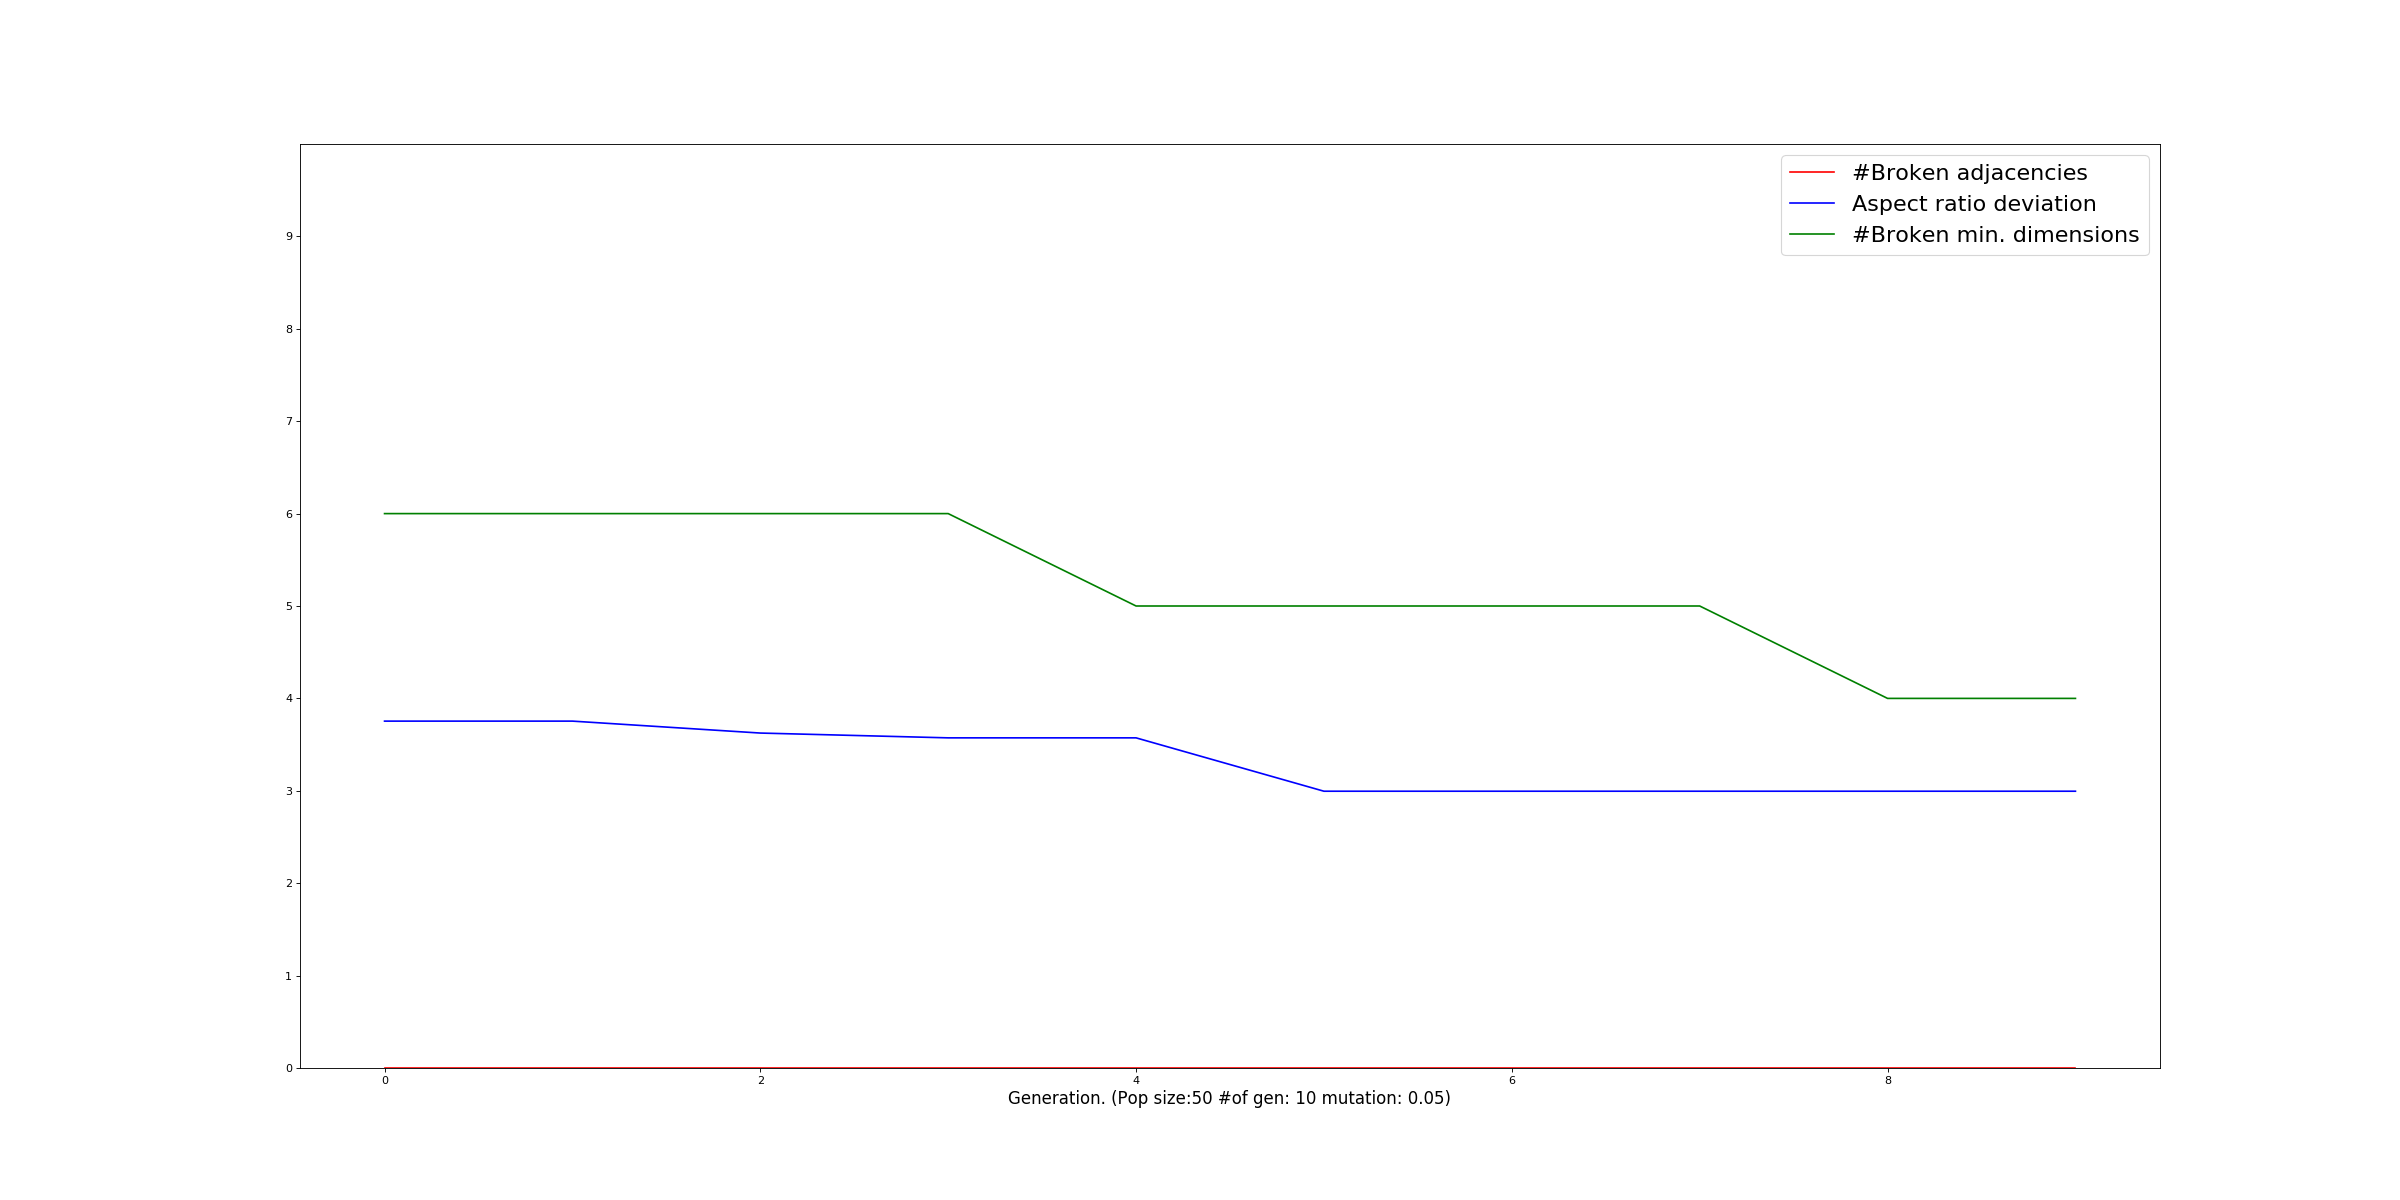 #Broken adjacencies
Aspect ratio deviation
#Broken min. dimensions
9
8
7
6
5
4
3
2
1
0
0 2 4 6 8
Generation. (Pop size:50 #of gen: 10 mutation: 0.05)